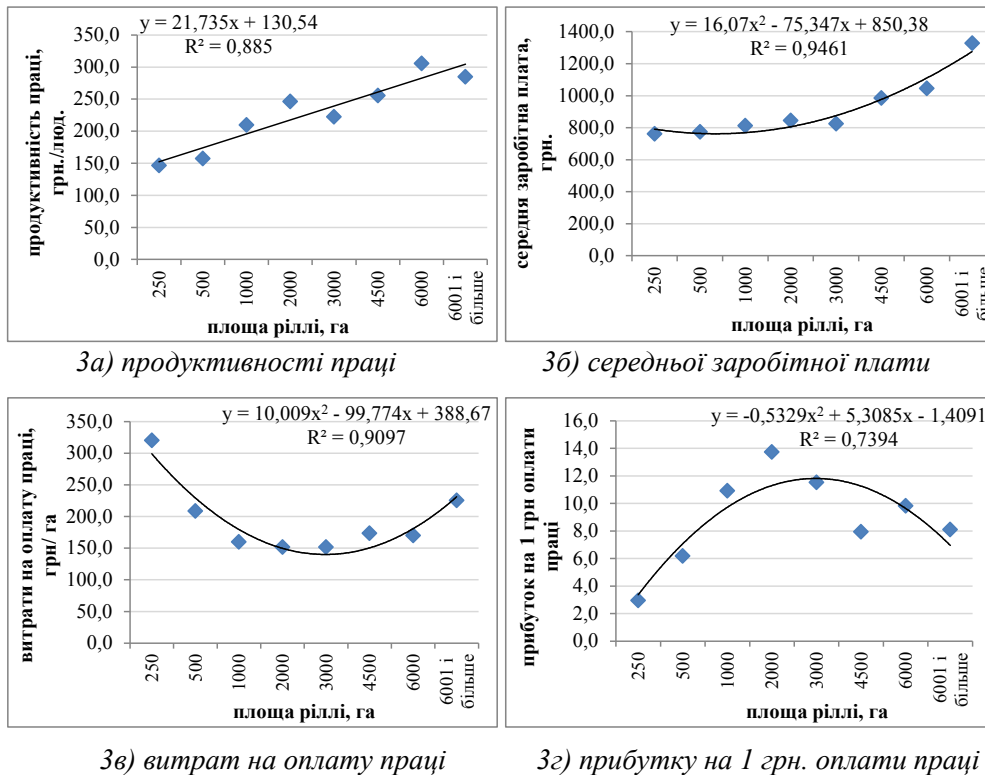 y = 21,735x + 130,54
R² = 0,885
продуктивність праці,
грн./люд.
350,0
300,0
250,0
200,0
150,0
100,0
50,0
0,0
250
500
1000
2000
3000
4500
6000
6001 і
більше
площа ріллі, га
3а) продуктивності праці
y = 16,07x² - 75,347x + 850,38
R² = 0,9461
середня заробітна плата,
грн.
1400,0
1200,0
1000,0
800,0
600,0
400,0
200,0
0,0
250
500
1000
2000
3000
4500
6000
6001 і
більше
площа ріллі, га
3б) середньої заробітної плати
y = 10,009x² - 99,774x + 388,67
R² = 0,9097
витрати на оплату праці,
грн/ га
350,0
300,0
250,0
200,0
150,0
100,0
50,0
0,0
250
500
1000
2000
3000
4500
6000
6001 і
більше
площа ріллі, га
3в) витрат на оплату праці
y = -0,5329x² + 5,3085x - 1,4091
R² = 0,7394
прибуток на 1 грн оплати
праці
16,0
14,0
12,0
10,0
8,0
6,0
4,0
2,0
0,0
250
500
1000
2000
3000
4500
6000
6001 і
більше
площа ріллі, га
3г) прибутку на 1 грн. оплати праці